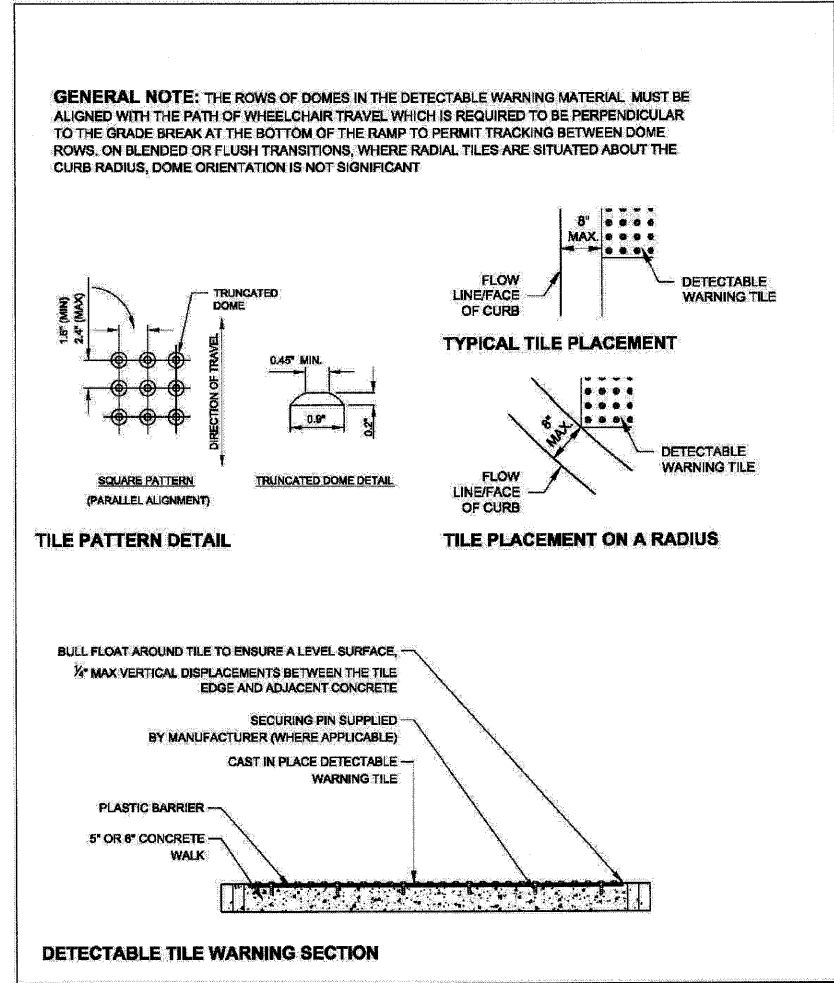 GENERAL NOTE: THE ROWS OF DOMES IN THE DETECTABLE WARNING MATERIAL MUST BE
ALIGNED WITH THE PATH OF WHEELCHAIR TRAVEL WHICH IS REQUIRED TO BE PERPENDICULAR
TO THE GRADE BREAK AT THE BOTTOM OF THE RAMP TO PERMIT TRACKING BETWEEN DOME
ROWS. ON BLENDED OR FLUSH TRANSITIONS, WHERE RADIAL TILES ARE SITUATED ABOUT THE
CURB RADIUS, DOME ORIENTATION IS NOT SIGNIFICANT
1.6" (MIN)
2.4" (MAX)
TRUNCATED
DOME
DIRECTION OF TRAVEL
SQUARE PATTERN
(PARALLEL ALIGNMENT)
0.45" MIN.
0.9"
0.2"
TRUNCATED DOME DETAIL
TILE PATTERN DETAIL
8"
MAX.
FLOW
LINE/FACE
OF CURB
DETECTABLE
WARNING TILE
TYPICAL TILE PLACEMENT
8"
MAX.
DETECTABLE
WARNING TILE
FLOW
LINE/FACE
OF CURB
TILE PLACEMENT ON A RADIUS
BULL FLOAT AROUND TILE TO ENSURE A LEVEL SURFACE,
¼" MAX VERTICAL DISPLACEMENTS BETWEEN THE TILE
EDGE AND ADJACENT CONCRETE
SECURING PIN SUPPLIED
BY MANUFACTURER (WHERE APPLICABLE)
CAST IN PLACE DETECTABLE
WARNING TILE
PLASTIC BARRIER
5" OR 6" CONCRETE
WALK
DETECTABLE TILE WARNING SECTION